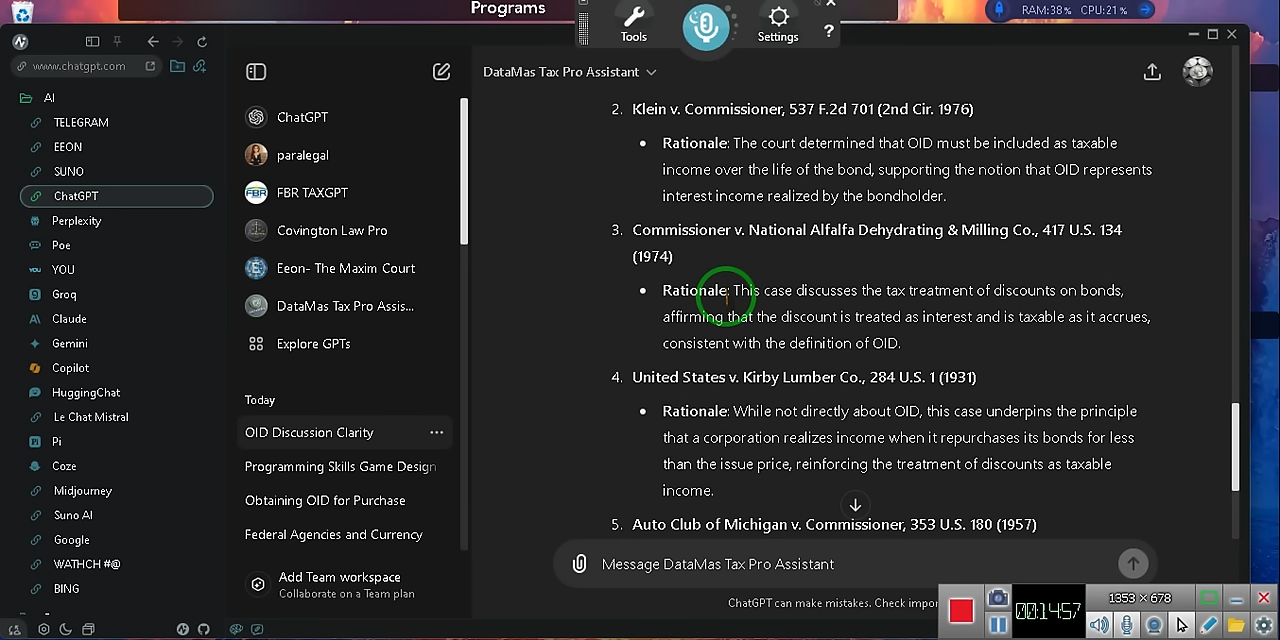 Programs
Tools
Settings
?
RAM:38% CPU:21%
www.chatgpt.com
AI
TELEGRAM
EEON
SUNO
ChatGPT
Perplexity
Poe
YOU
Groq
Claude
Gemini
Copilot
HuggingChat
Le Chat Mistral
Pi
Coze
Midjourney
Suno AI
Google
WATHCH #@
BING
ChatGPT
paralegal
FBR TAXGPT
Covington Law Pro
Eeon- The Maxim Court
DataMas Tax Pro Assis...
Explore GPTs
Today
OID Discussion Clarity
Programming Skills Game Design
Obtaining OID for Purchase
Federal Agencies and Currency
Add Team workspace
Collaborate on a Team plan
DataMas Tax Pro Assistant
2. Klein v. Commissioner, 537 F.2d 701 (2nd Cir. 1976)
• Rationale: The court determined that OID must be included as taxable
income over the life of the bond, supporting the notion that OID represents
interest income realized by the bondholder.
3. Commissioner v. National Alfalfa Dehydrating & Milling Co., 417 U.S. 134
(1974)
• Rationale: This case discusses the tax treatment of discounts on bonds,
affirming that the discount is treated as interest and is taxable as it accrues,
consistent with the definition of OID.
4. United States v. Kirby Lumber Co., 284 U.S. 1 (1931)
• Rationale: While not directly about OID, this case underpins the principle
that a corporation realizes income when it repurchases its bonds for less
than the issue price, reinforcing the treatment of discounts as taxable
income.
5. Auto Club of Michigan v. Commissioner, 353 U.S. 180 (1957)
Message DataMas Tax Pro Assistant
ChatGPT can make mistakes. Check impor
00:14:57
1353 × 678